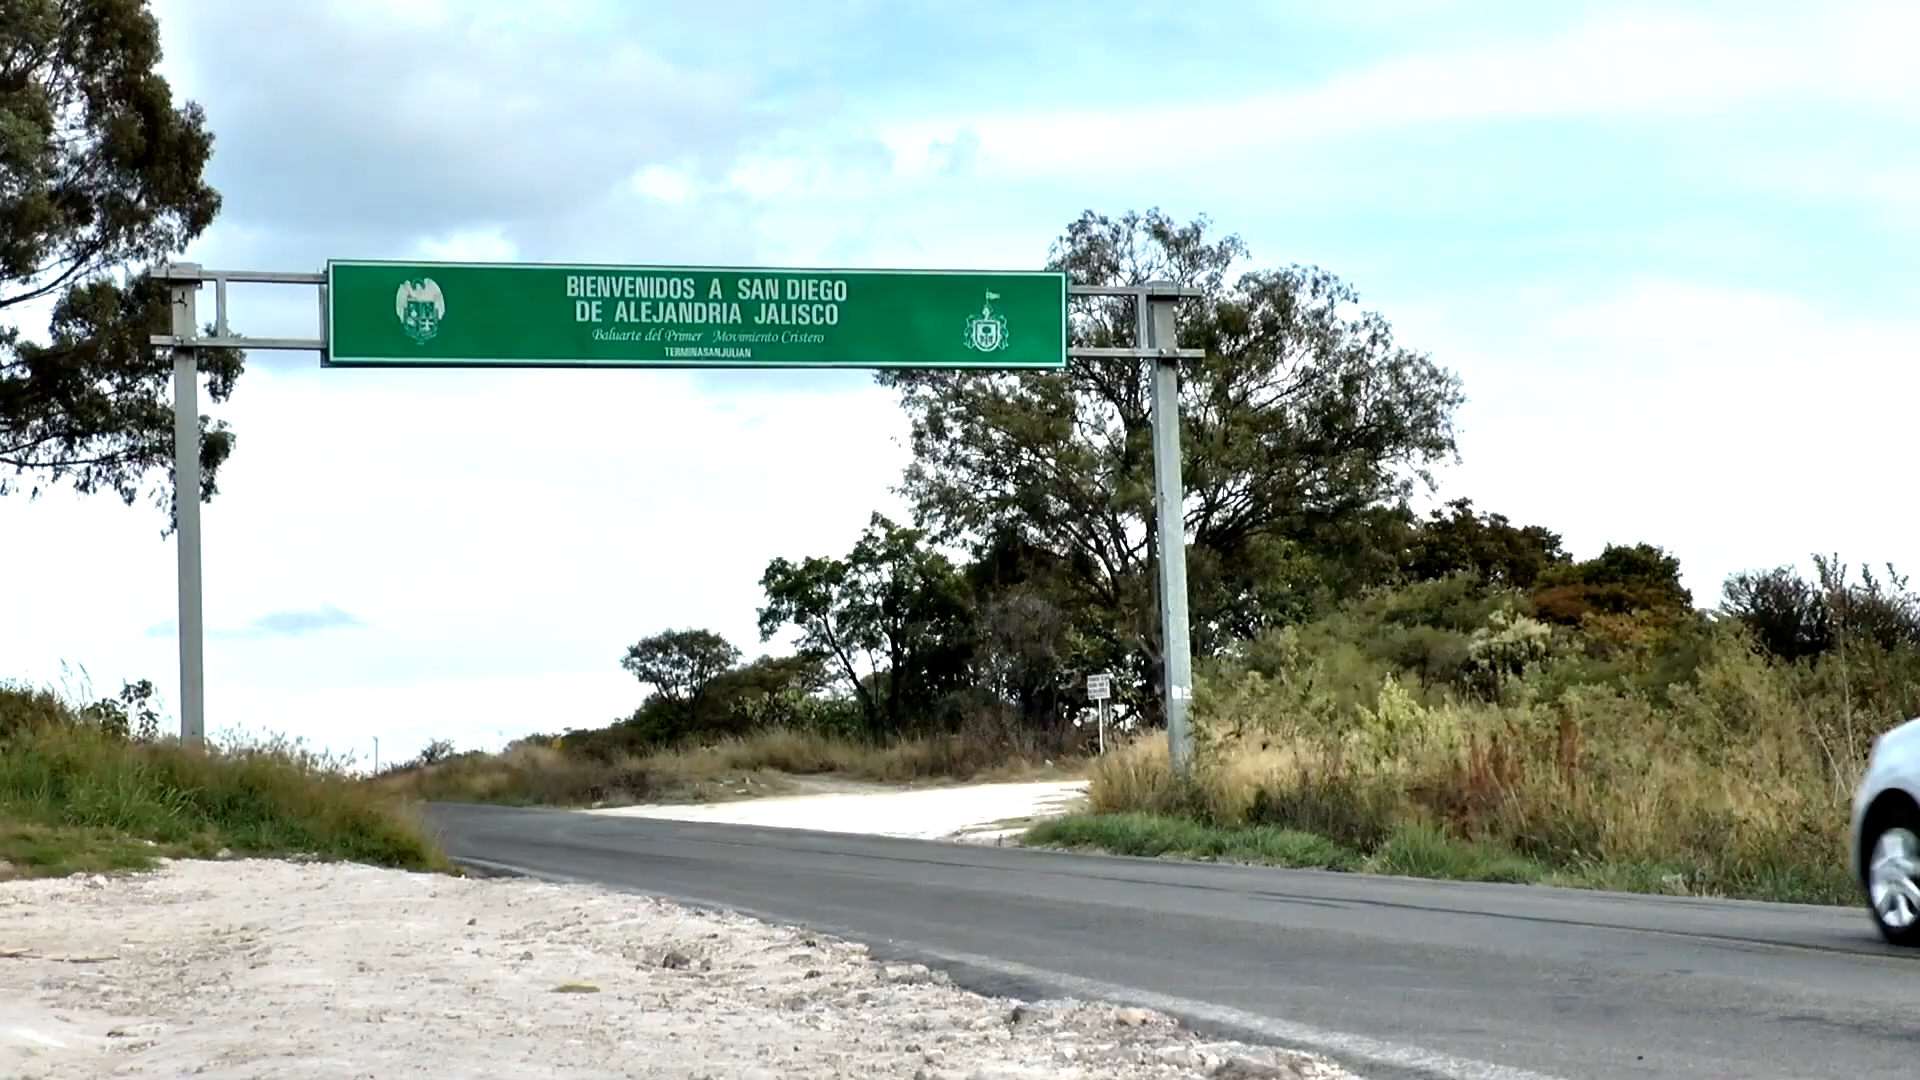 BIENVENIDOS A SAN DIEGO
DE ALEJANDRIA JALISCO
Baluarte del Primer Movimiento Cristero
TERMINASANJULIAN